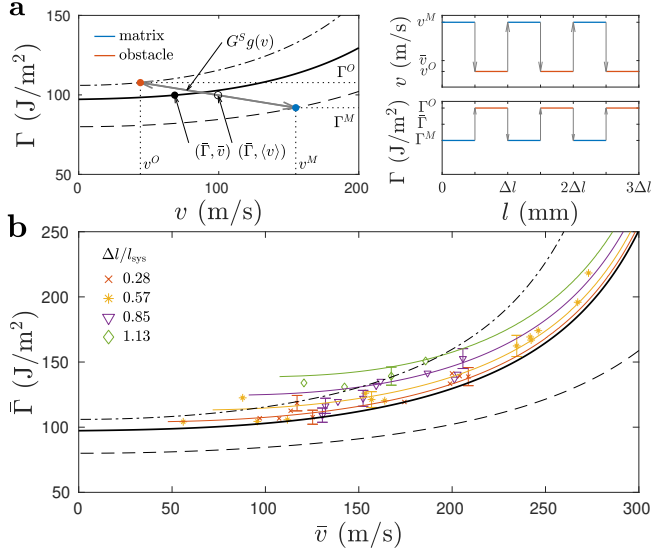 a
150
100
50
Γ (J/m²)
matrix
obstacle
G^S g(v)
Γ^O
Γ^M
(Γ̄, v̄) (Γ̄, ⟨v⟩)
v^O
v^M
0
100
200
v (m/s)
v^M
v̄
v^O
v (m/s)
Γ^O
Γ̄
Γ^M
Γ (J/m²)
0
Δl
2Δl
3Δl
l (mm)
b
250
200
150
100
50
Γ̄ (J/m²)
Δl/l_sys
0.28
0.57
0.85
1.13
0
50
100
150
200
250
300
v̄ (m/s)